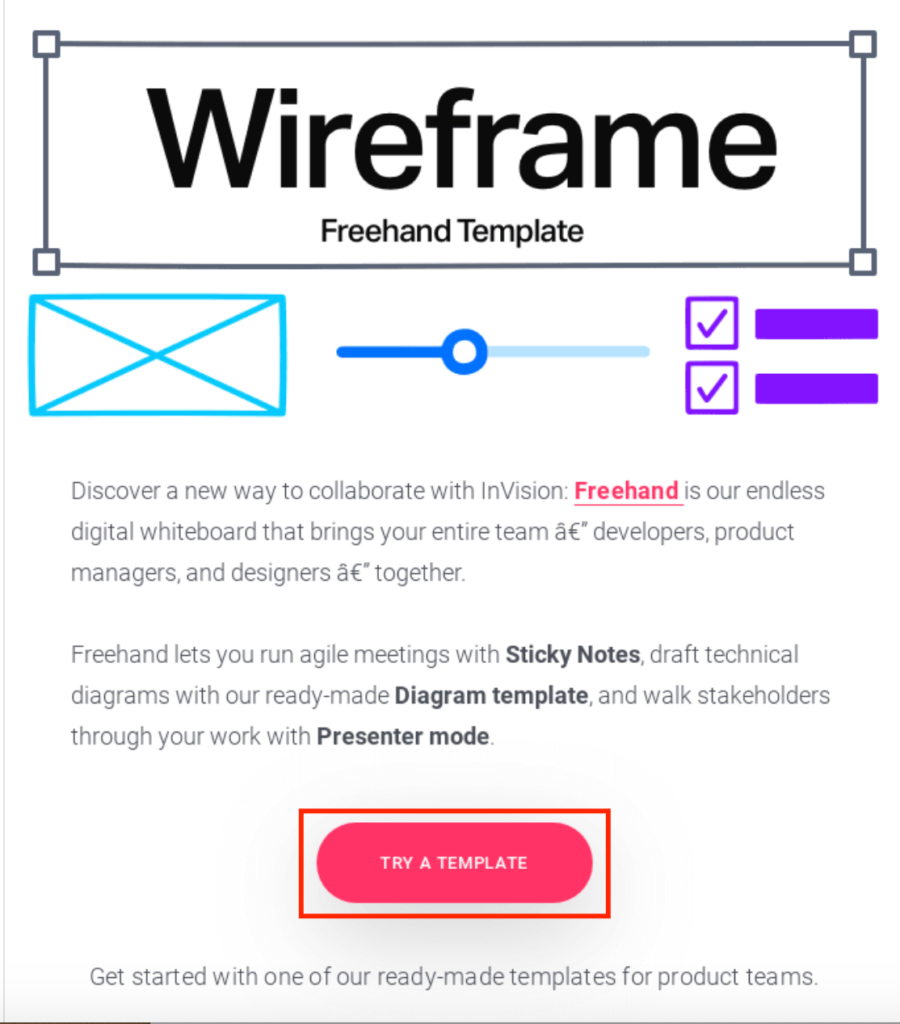 Wireframe
Freehand Template
Discover a new way to collaborate with InVision: Freehand is our endless
digital whiteboard that brings your entire team â€” developers, product
managers, and designers â€” together.
Freehand lets you run agile meetings with Sticky Notes, draft technical
diagrams with our ready-made Diagram template, and walk stakeholders
through your work with Presenter mode.
TRY A TEMPLATE
Get started with one of our ready-made templates for product teams.